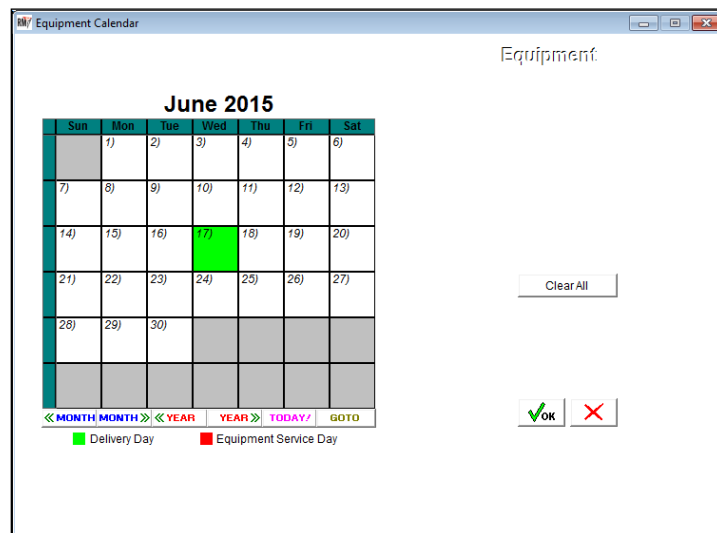 RM Equipment Calendar
Equipment
June 2015
Sun Mon Tue Wed Thu Fri Sat
1) 2) 3) 4) 5) 6)
7) 8) 9) 10) 11) 12) 13)
14) 15) 16) 17) 18) 19) 20)
21) 22) 23) 24) 25) 26) 27)
Clear All
28) 29) 30)
« MONTH MONTH » « YEAR YEAR » TODAY! GOTO
OK
Delivery Day Equipment Service Day